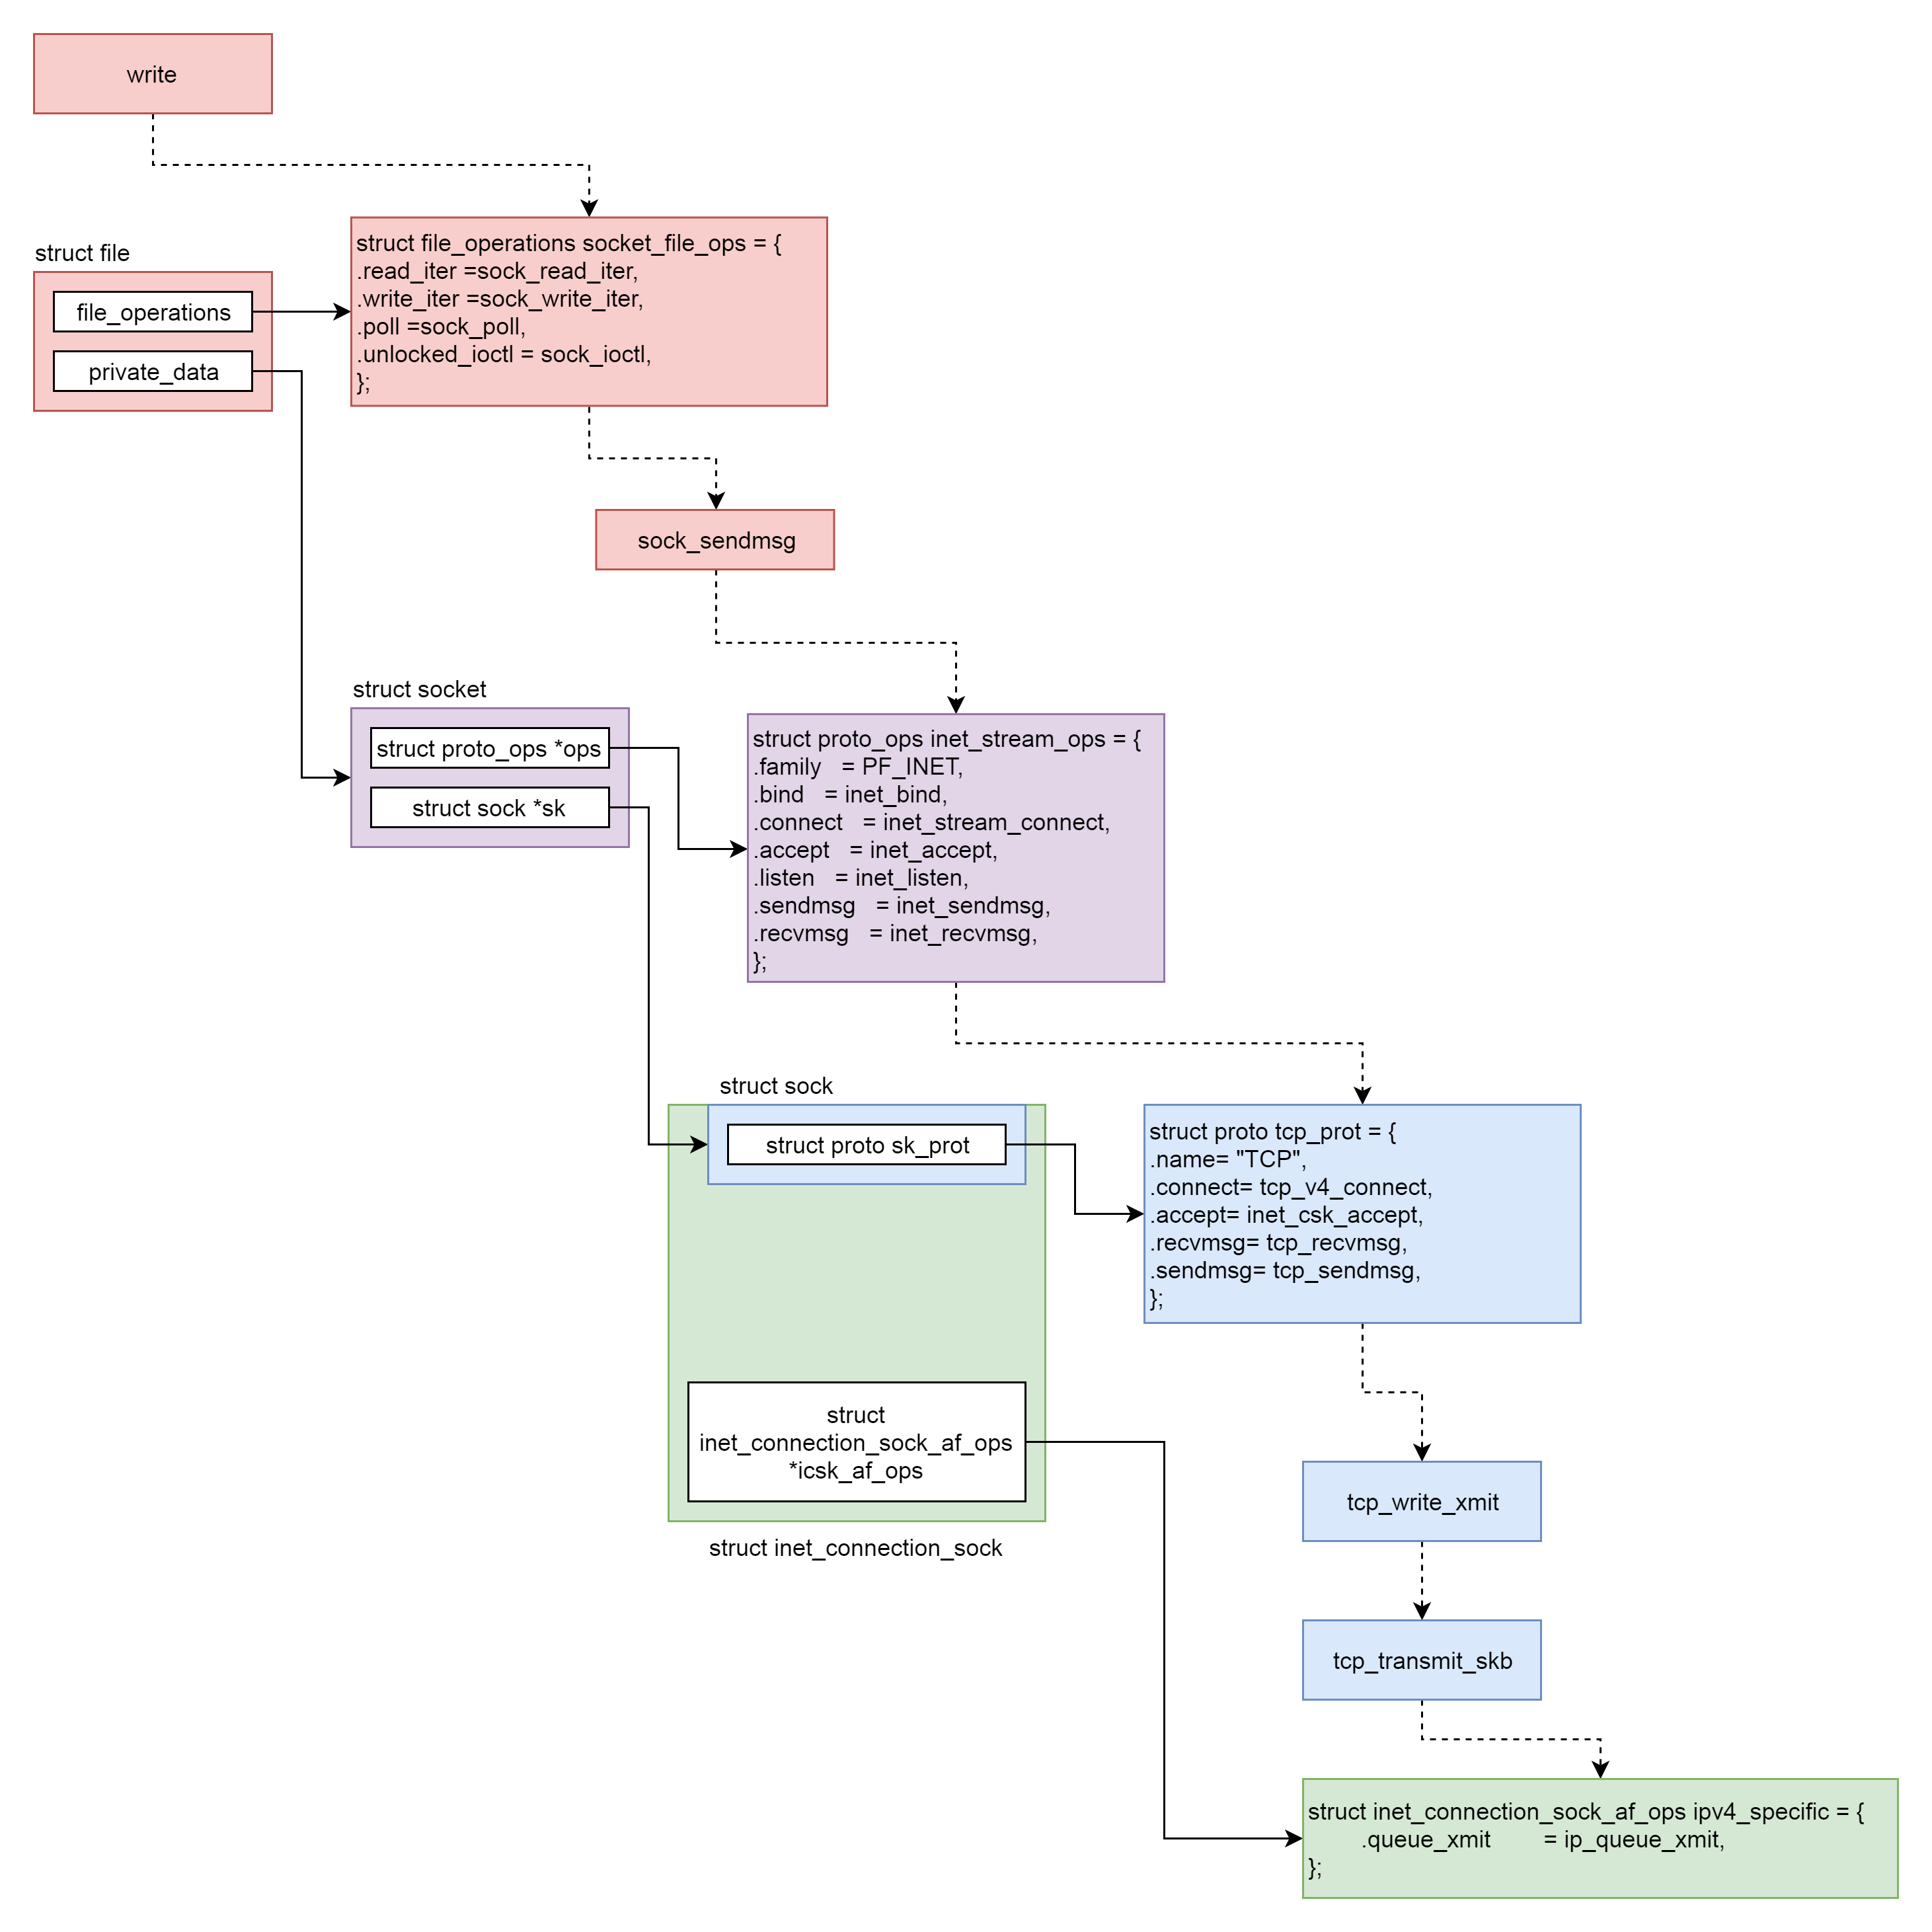 write
struct file
file_operations
private_data
struct file_operations socket_file_ops = {
.read_iter =sock_read_iter,
.write_iter =sock_write_iter,
.poll =sock_poll,
.unlocked_ioctl = sock_ioctl,
};
sock_sendmsg
struct socket
struct proto_ops *ops
struct sock *sk
struct proto_ops inet_stream_ops = {
.family   = PF_INET,
.bind   = inet_bind,
.connect   = inet_stream_connect,
.accept   = inet_accept,
.listen   = inet_listen,
.sendmsg   = inet_sendmsg,
.recvmsg   = inet_recvmsg,
};
struct sock
struct proto sk_prot
struct
inet_connection_sock_af_ops
*icsk_af_ops
struct inet_connection_sock
struct proto tcp_prot = {
.name= "TCP",
.connect= tcp_v4_connect,
.accept= inet_csk_accept,
.recvmsg= tcp_recvmsg,
.sendmsg= tcp_sendmsg,
};
tcp_write_xmit
tcp_transmit_skb
struct inet_connection_sock_af_ops ipv4_specific = {
.queue_xmit        = ip_queue_xmit,
};